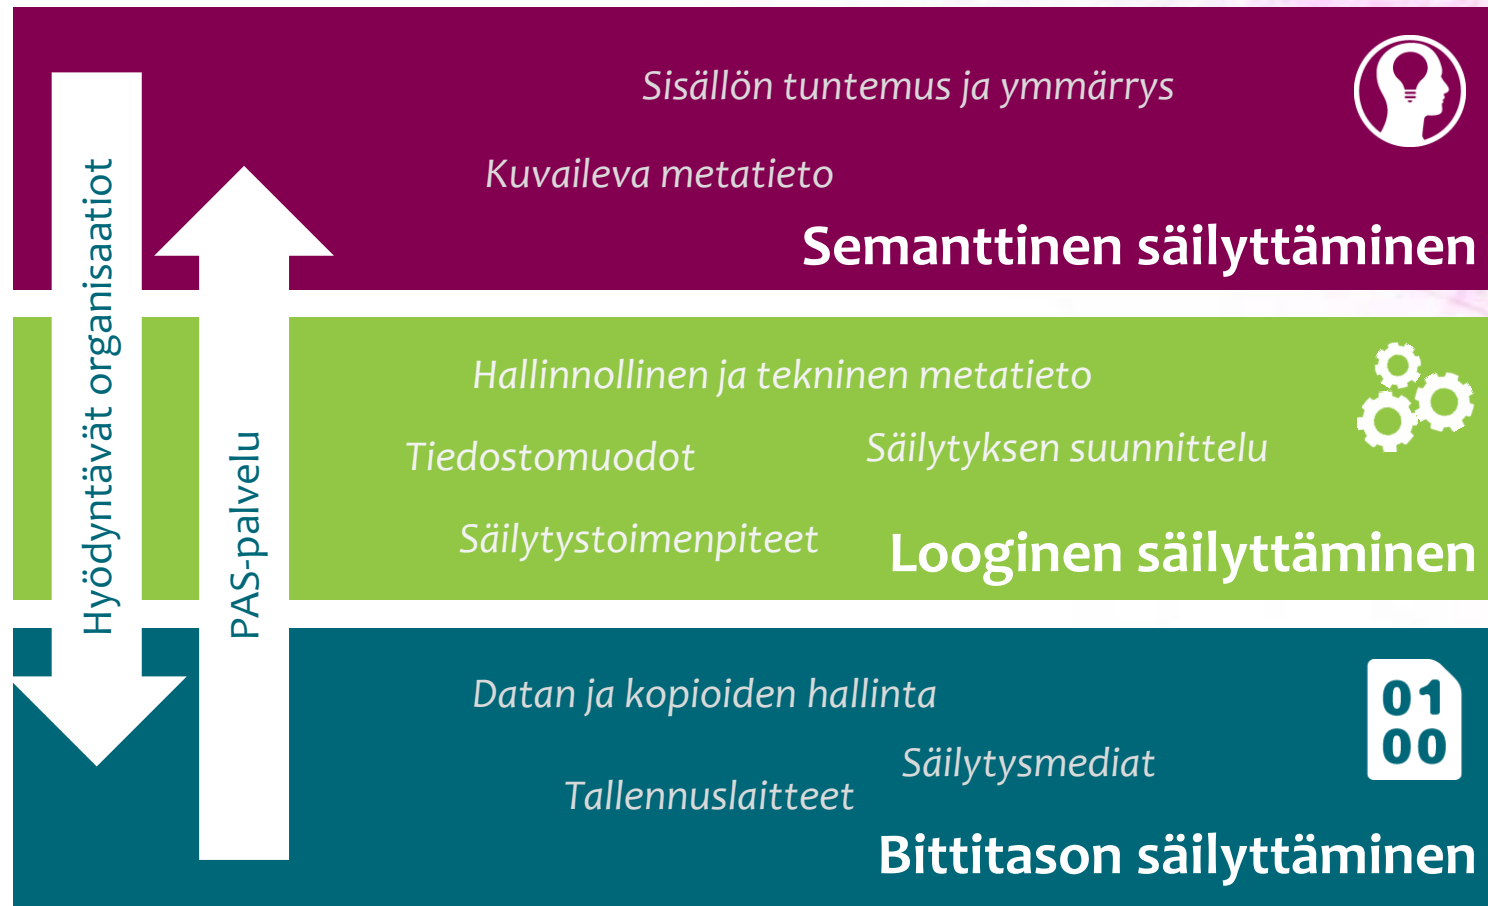 Sisällön tuntemus ja ymmärrys
Kuvaileva metatieto
Semanttinen säilyttäminen
Hyödyntävät organisaatiot
PAS-palvelu
Hallinnollinen ja tekninen metatieto
Tiedostomuodot
Säilytyksen suunnittelu
Säilytystoimenpiteet
Looginen säilyttäminen
Datan ja kopioiden hallinta
Säilytysmediat
Tallennuslaitteet
Bittitason säilyttäminen
01
00